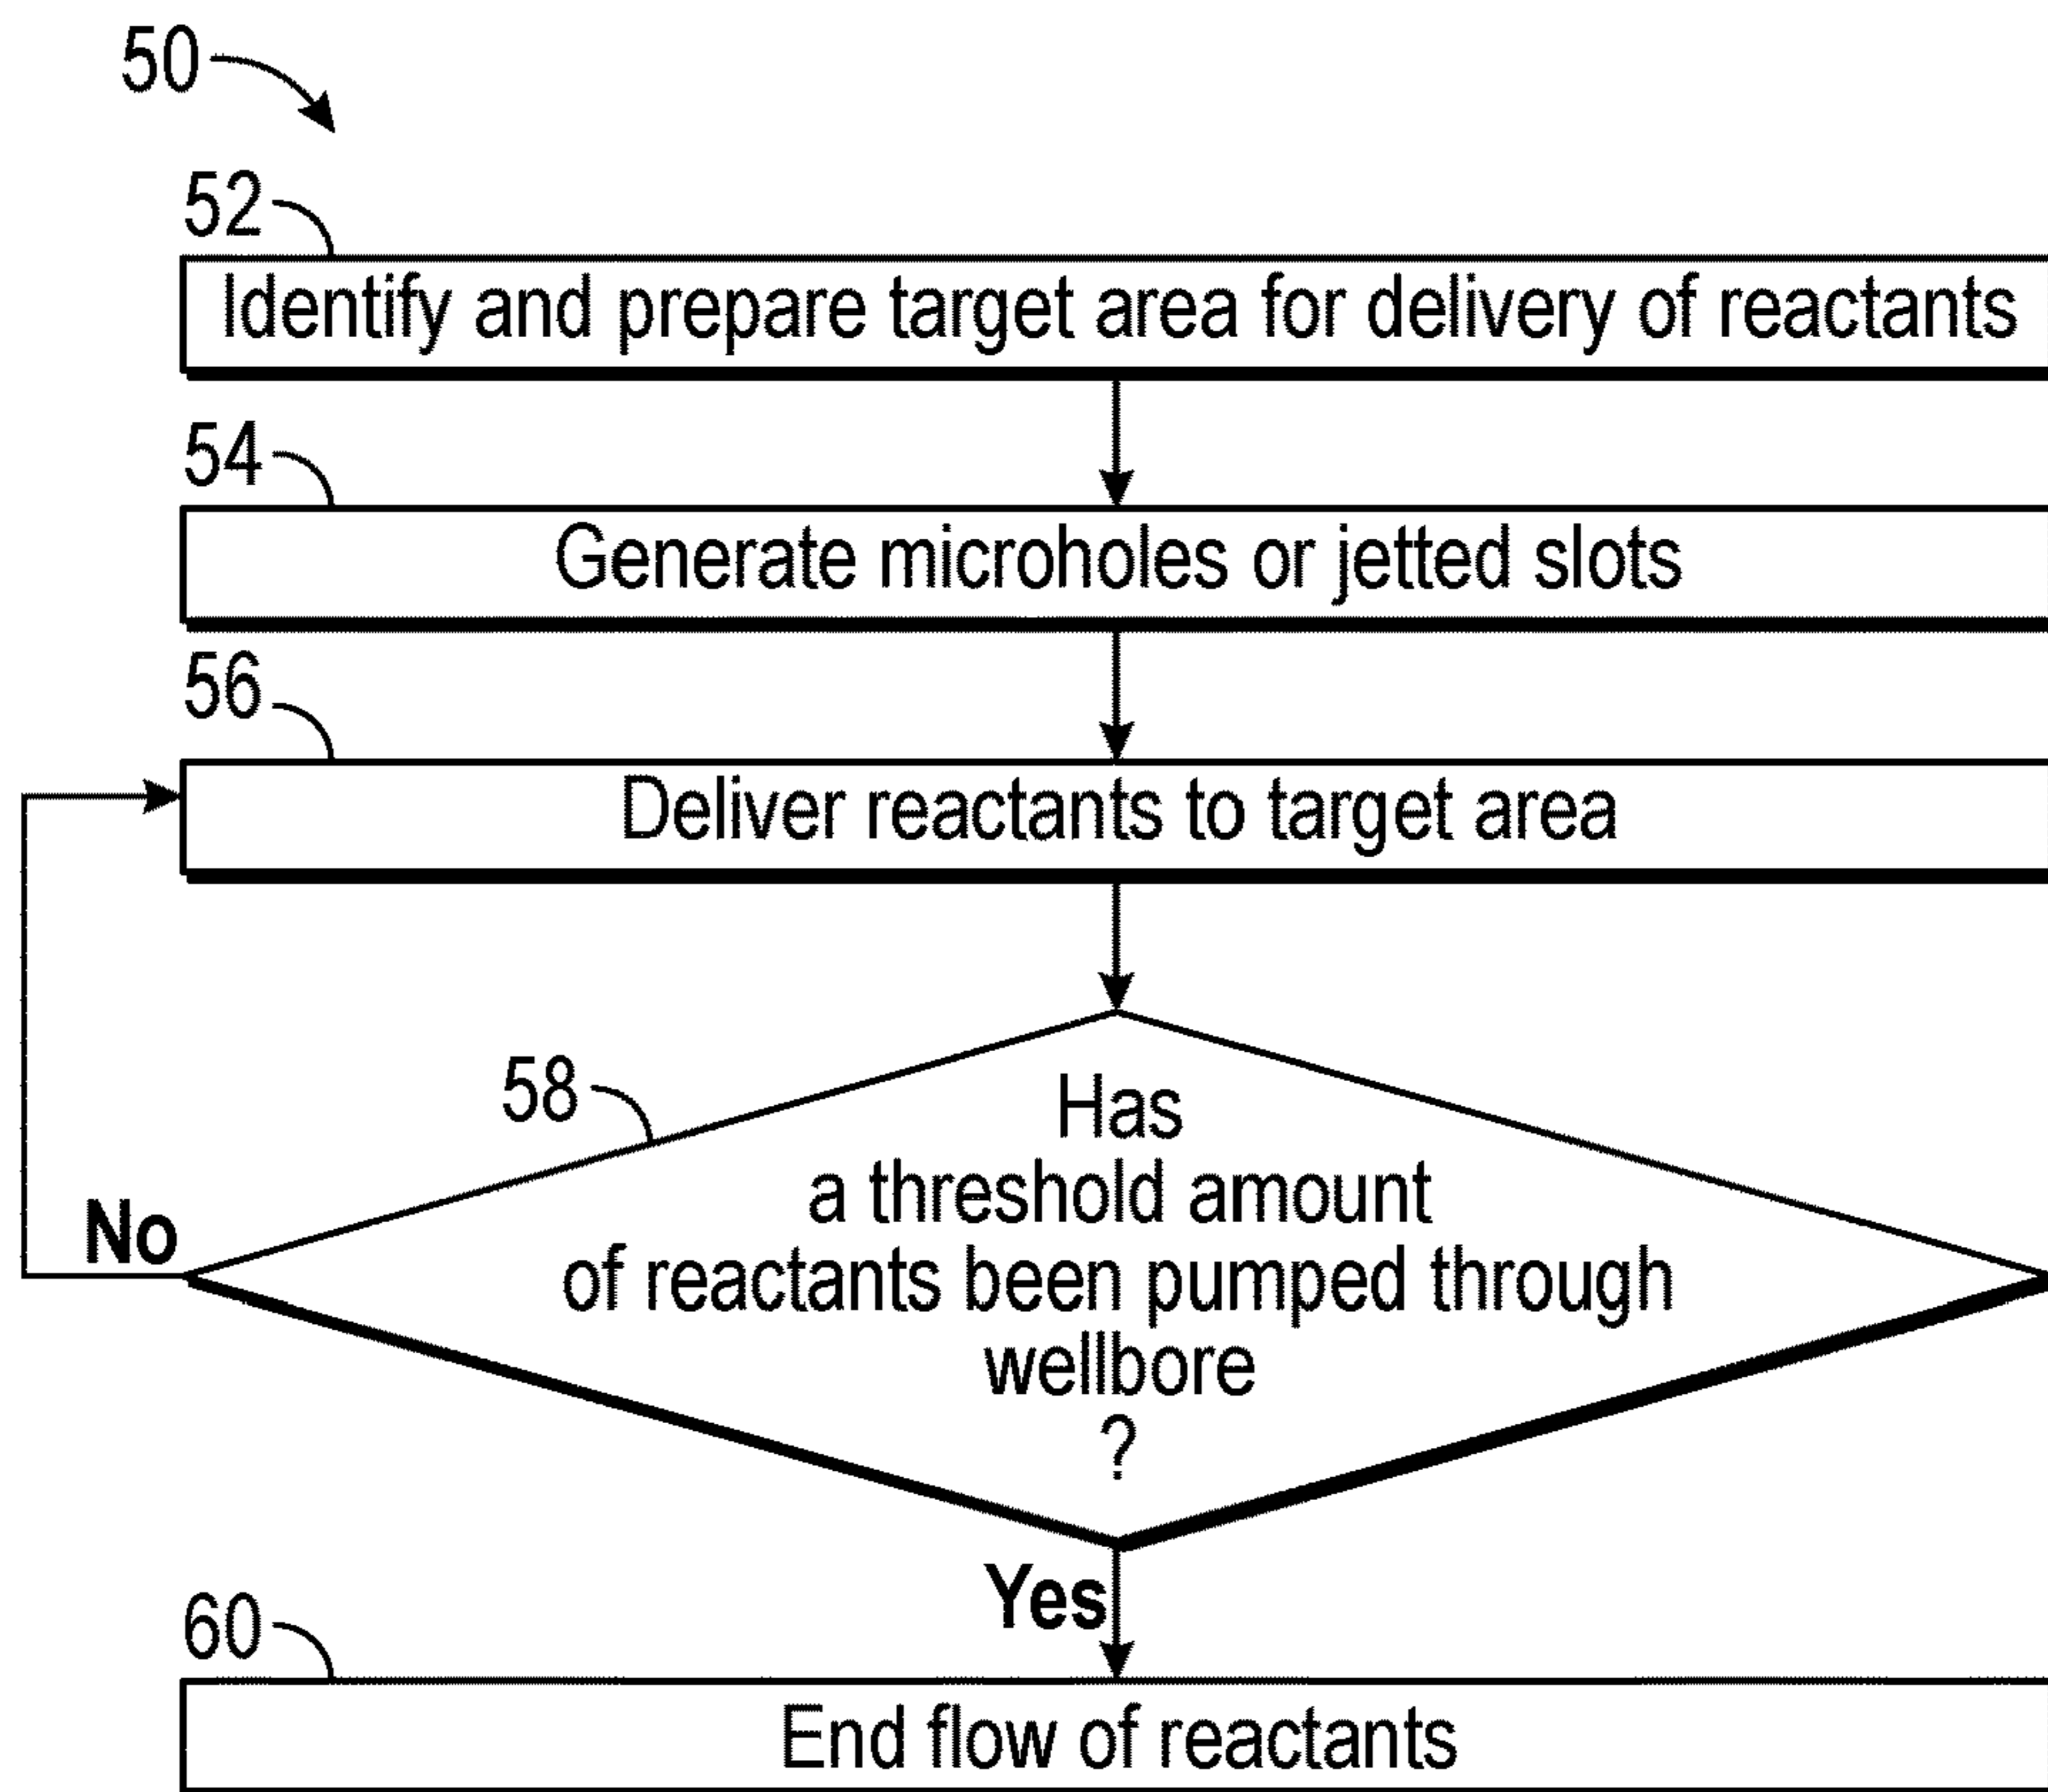 50
52
Identify and prepare target area for delivery of reactants
54
Generate microholes or jetted slots
56
Deliver reactants to target area
58
Has
a threshold amount
of reactants been pumped through
wellbore
?
No
Yes
60
End flow of reactants